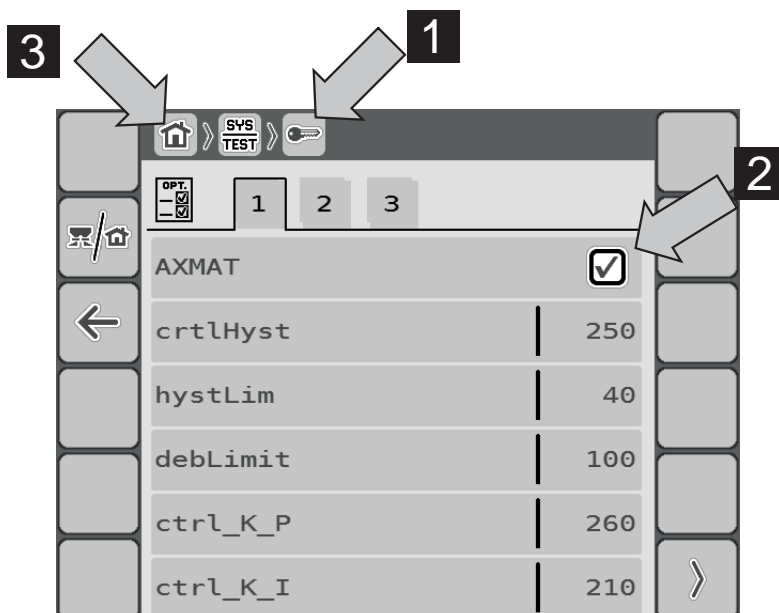 3
1
SYS
TEST
2
OPT.
1 2 3
AXMAT
crtlHyst 250
hystLim 40
debLimit 100
ctrl_K_P 260
ctrl_K_I 210